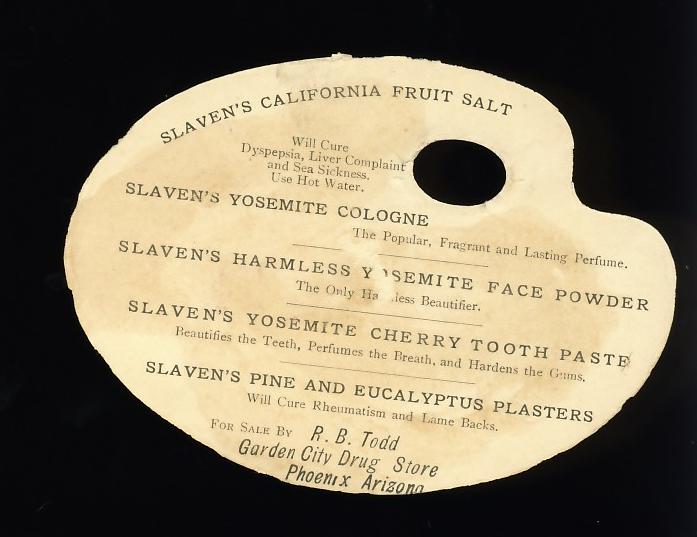 SLAVEN'S CALIFORNIA FRUIT SALT
Will Cure
Dyspepsia, Liver Complaint
and Sea Sickness.
Use Hot Water.
SLAVEN'S YOSEMITE COLOGNE
The Popular, Fragrant and Lasting Perfume.
SLAVEN'S HARMLESS YOSEMITE FACE POWDER
The Only Harmless Beautifier.
SLAVEN'S YOSEMITE CHERRY TOOTH PASTE
Beautifies the Teeth, Perfumes the Breath, and Hardens the Gums.
SLAVEN'S PINE AND EUCALYPTUS PLASTERS
Will Cure Rheumatism and Lame Backs.
FOR SALE BY R. B. Todd
Garden City Drug Store
Phoenix Arizona